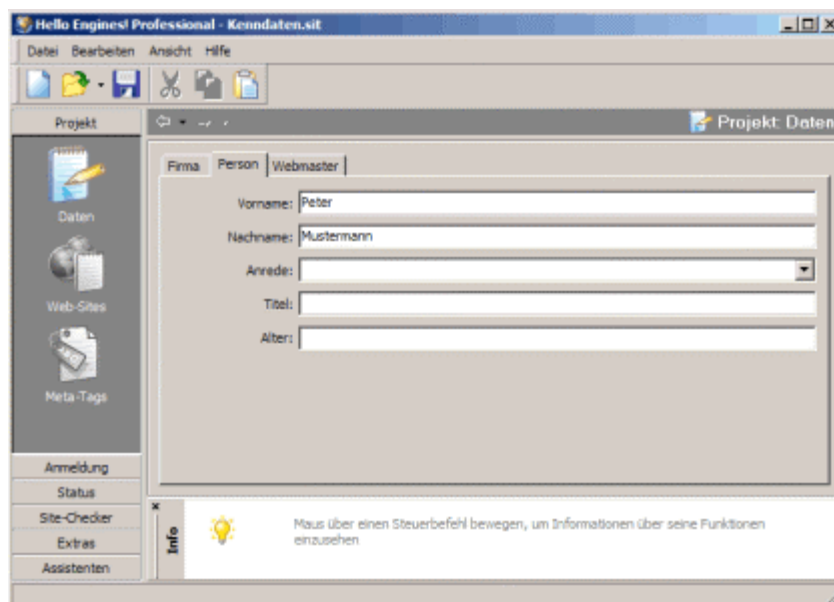 Hello Engines! Professional - Kenndaten.sit
Datei Bearbeiten Ansicht Hilfe
Projekt
Projekt: Daten
Daten
Web-Sites
Meta-Tags
Firma Person Webmaster
Vorname: Peter
Nachname: Mustermann
Anrede:
Titel:
Alter:
Anmeldung
Status
Site-Checker
Extras
Assistenten
Info
Maus über einen Steuerbefehl bewegen, um Informationen über seine Funktionen
einzusehen